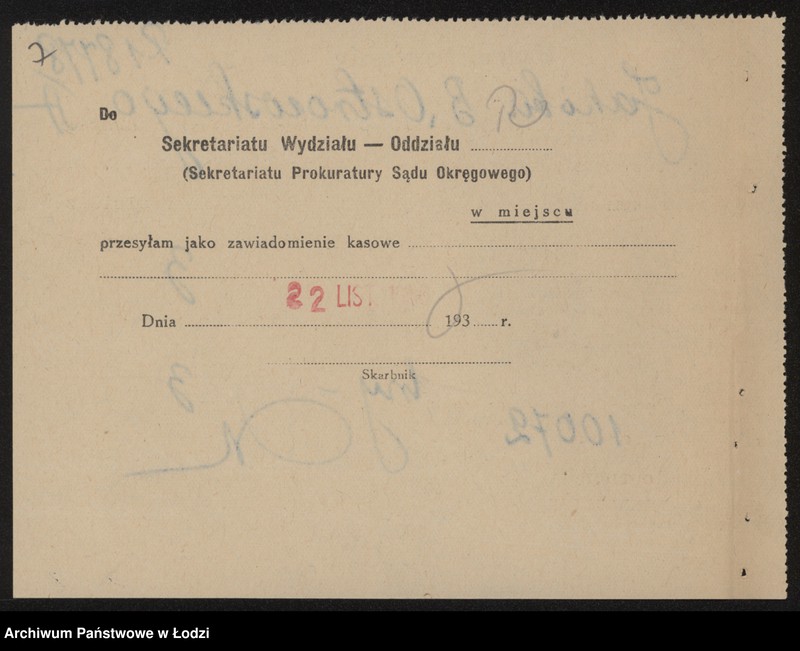 7
Do
Sekretariatu Wydziału — Oddziału
(Sekretariatu Prokuratury Sądu Okręgowego)
w miejscu
przesyłam jako zawiadomienie kasowe
22 LIST
Dnia 193 r.
Skarbnik
10072
Archiwum Państwowe w Łodzi